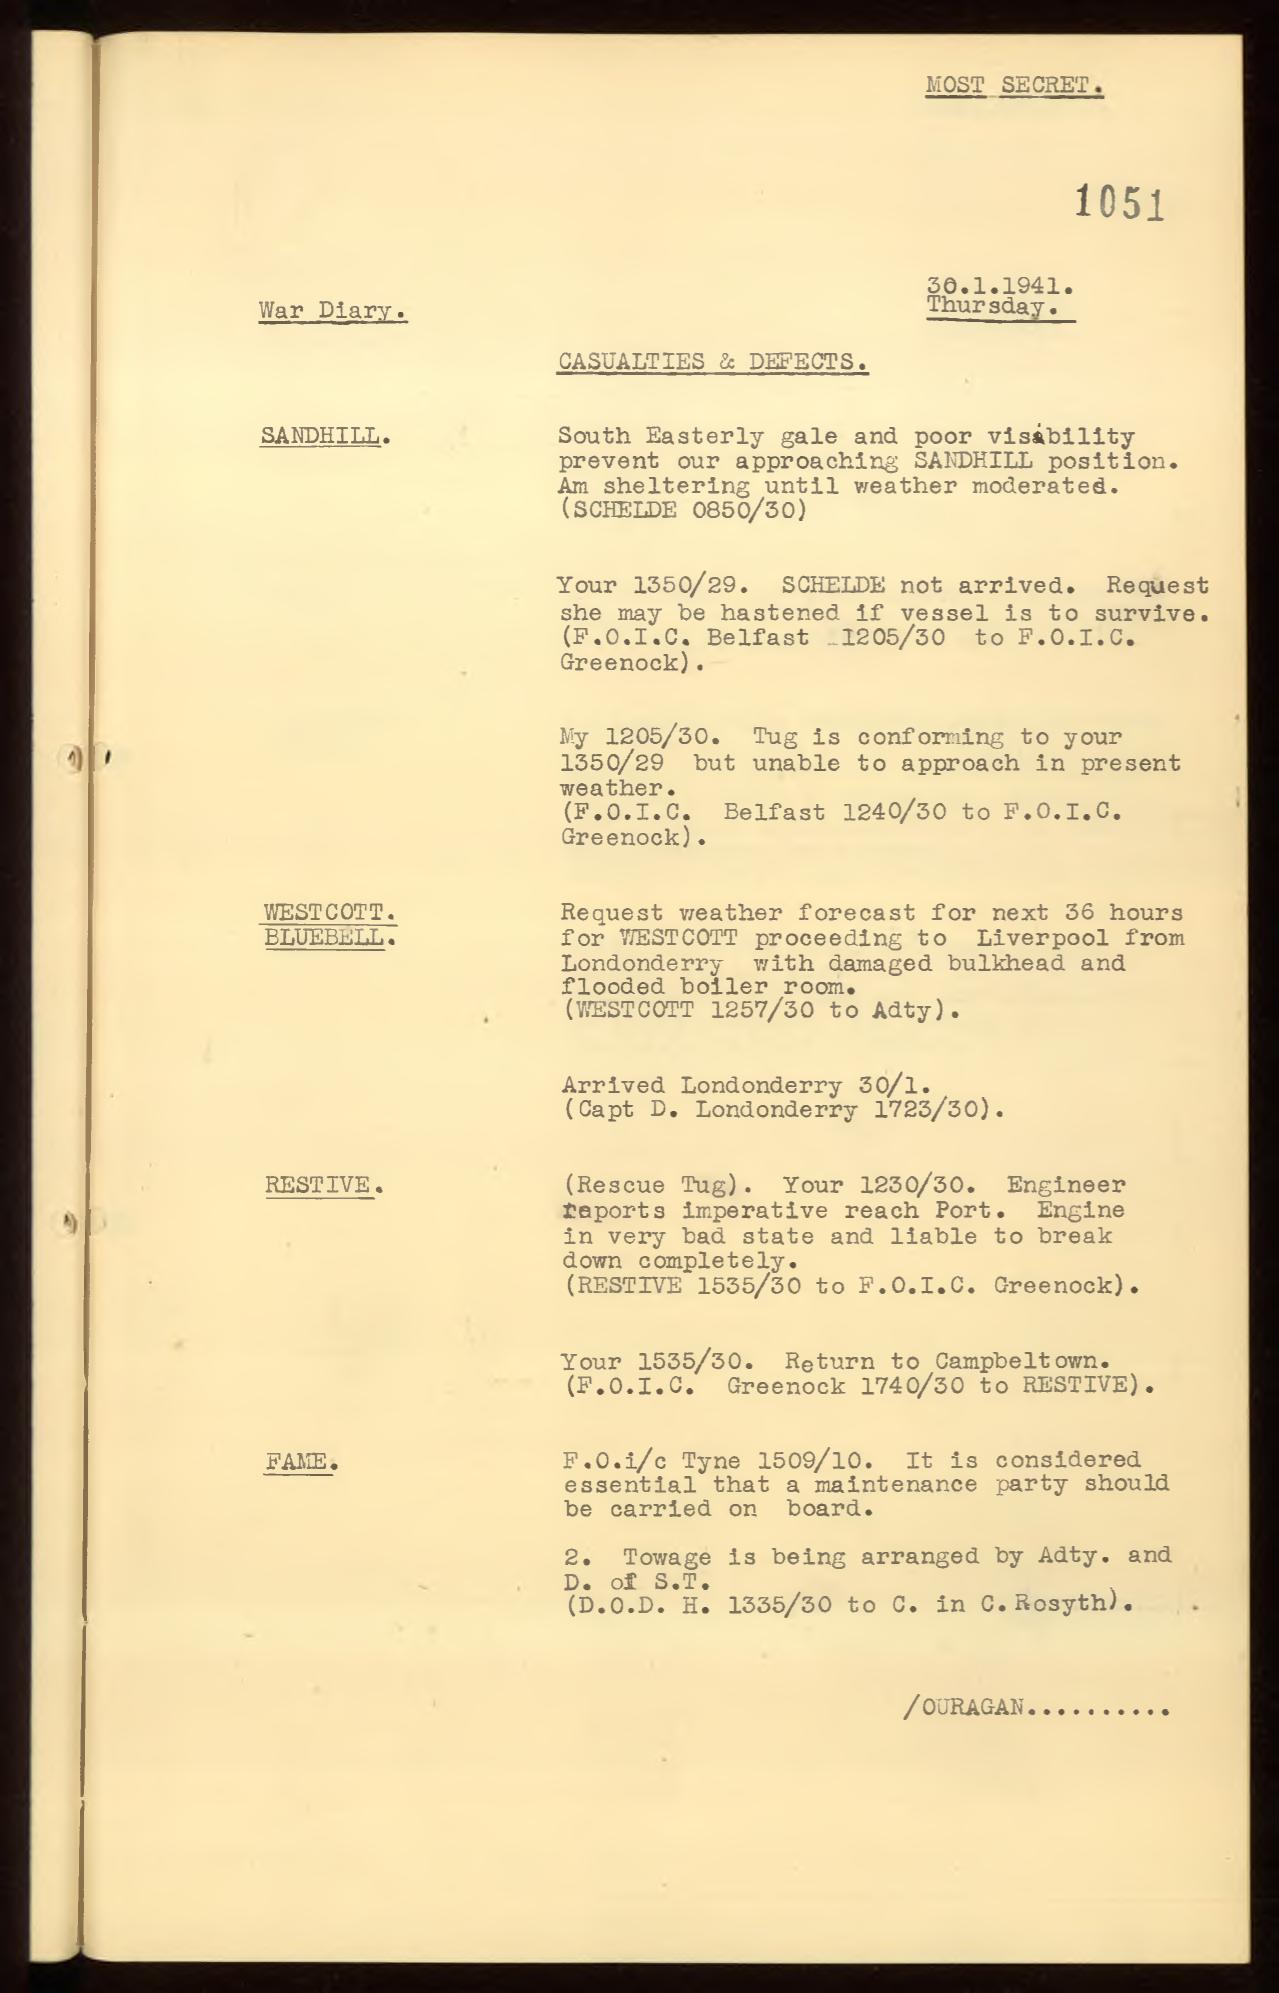 MOST SECRET.
1051
30.1.1941.
Thursday.
War Diary.
CASUALTIES & DEFECTS.
SANDHILL.
South Easterly gale and poor visibility
prevent our approaching SANDHILL position.
Am sheltering until weather moderated.
(SCHELDE 0850/30)
Your 1350/29. SCHELDE not arrived. Request
she may be hastened if vessel is to survive.
(F.O.I.C. Belfast 1205/30 to F.O.I.C.
Greenock).
My 1205/30. Tug is conforming to your
1350/29 but unable to approach in present
weather.
(F.O.I.C. Belfast 1240/30 to F.O.I.C.
Greenock).
WESTCOTT.
BLUEBELL.
Request weather forecast for next 36 hours
for WESTCOTT proceeding to Liverpool from
Londonderry with damaged bulkhead and
flooded boiler room.
(WESTCOTT 1257/30 to Adty).
Arrived Londonderry 30/1.
(Capt D. Londonderry 1723/30).
RESTIVE.
(Rescue Tug). Your 1230/30. Engineer
reports imperative reach Port. Engine
in very bad state and liable to break
down completely.
(RESTIVE 1535/30 to F.O.I.C. Greenock).
Your 1535/30. Return to Campbeltown.
(F.O.I.C. Greenock 1740/30 to RESTIVE).
FAME.
F.O.i/c Tyne 1509/10. It is considered
essential that a maintenance party should
be carried on board.
2. Towage is being arranged by Adty. and
D. of S.T.
(D.O.D. H. 1335/30 to C. in C. Rosyth).
/OURAGAN..........